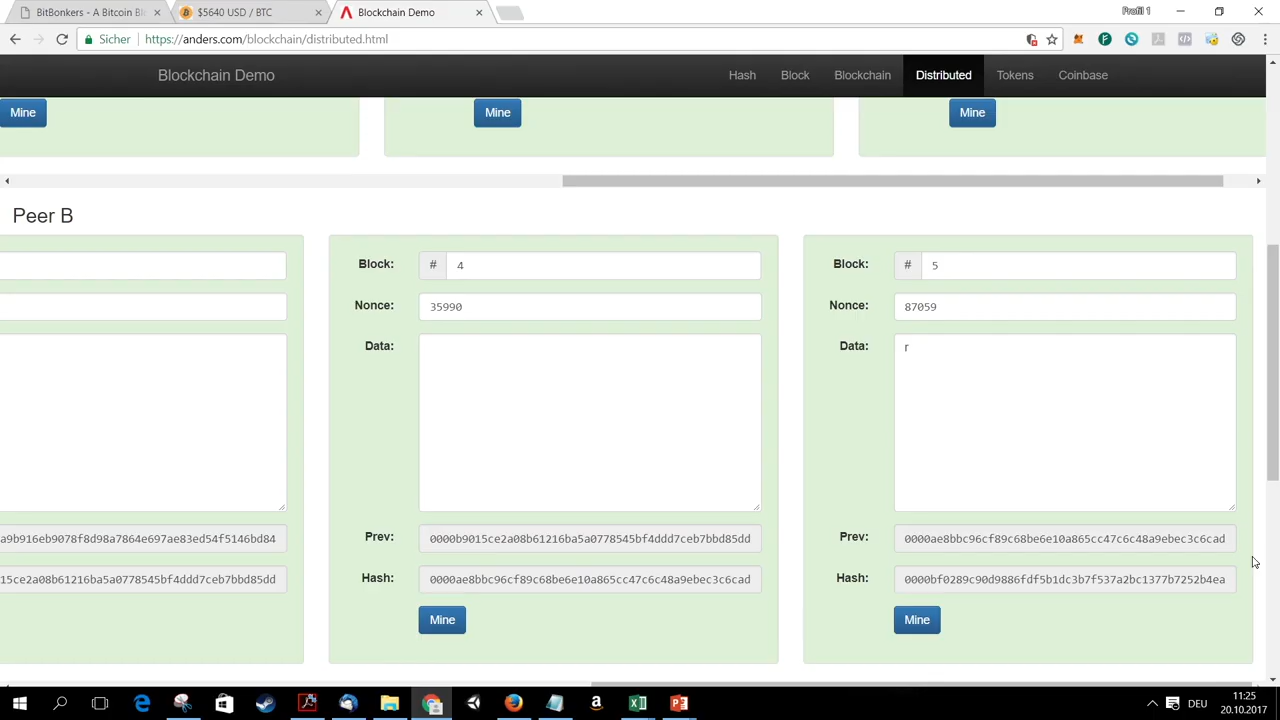 BitBonkers - A Bitcoin Bl
$5640 USD / BTC
Blockchain Demo
Profil 1
Sicher
https://anders.com/blockchain/distributed.html
Blockchain Demo
Hash
Block
Blockchain
Distributed
Tokens
Coinbase
Mine
Mine
Mine
Peer B
Block:
# 4
Block:
# 5
Nonce:
35990
Nonce:
87059
Data:
Data:
r
a9b916eb9078f8d98a7864e697ae83ed54f5146bd84
Prev:
0000b9015ce2a08b61216ba5a0778545bf4ddd7ceb7bbd85dd
Prev:
0000ae8bbc96cf89c68be6e10a865cc47c6c48a9ebec3c6cad
15ce2a08b61216ba5a0778545bf4ddd7ceb7bbd85dd
Hash:
0000ae8bbc96cf89c68be6e10a865cc47c6c48a9ebec3c6cad
Hash:
0000bf0289c90d9886fdf5b1dc3b7f537a2bc1377b7252b4ea
Mine
Mine
DEU
11:25
20.10.2017